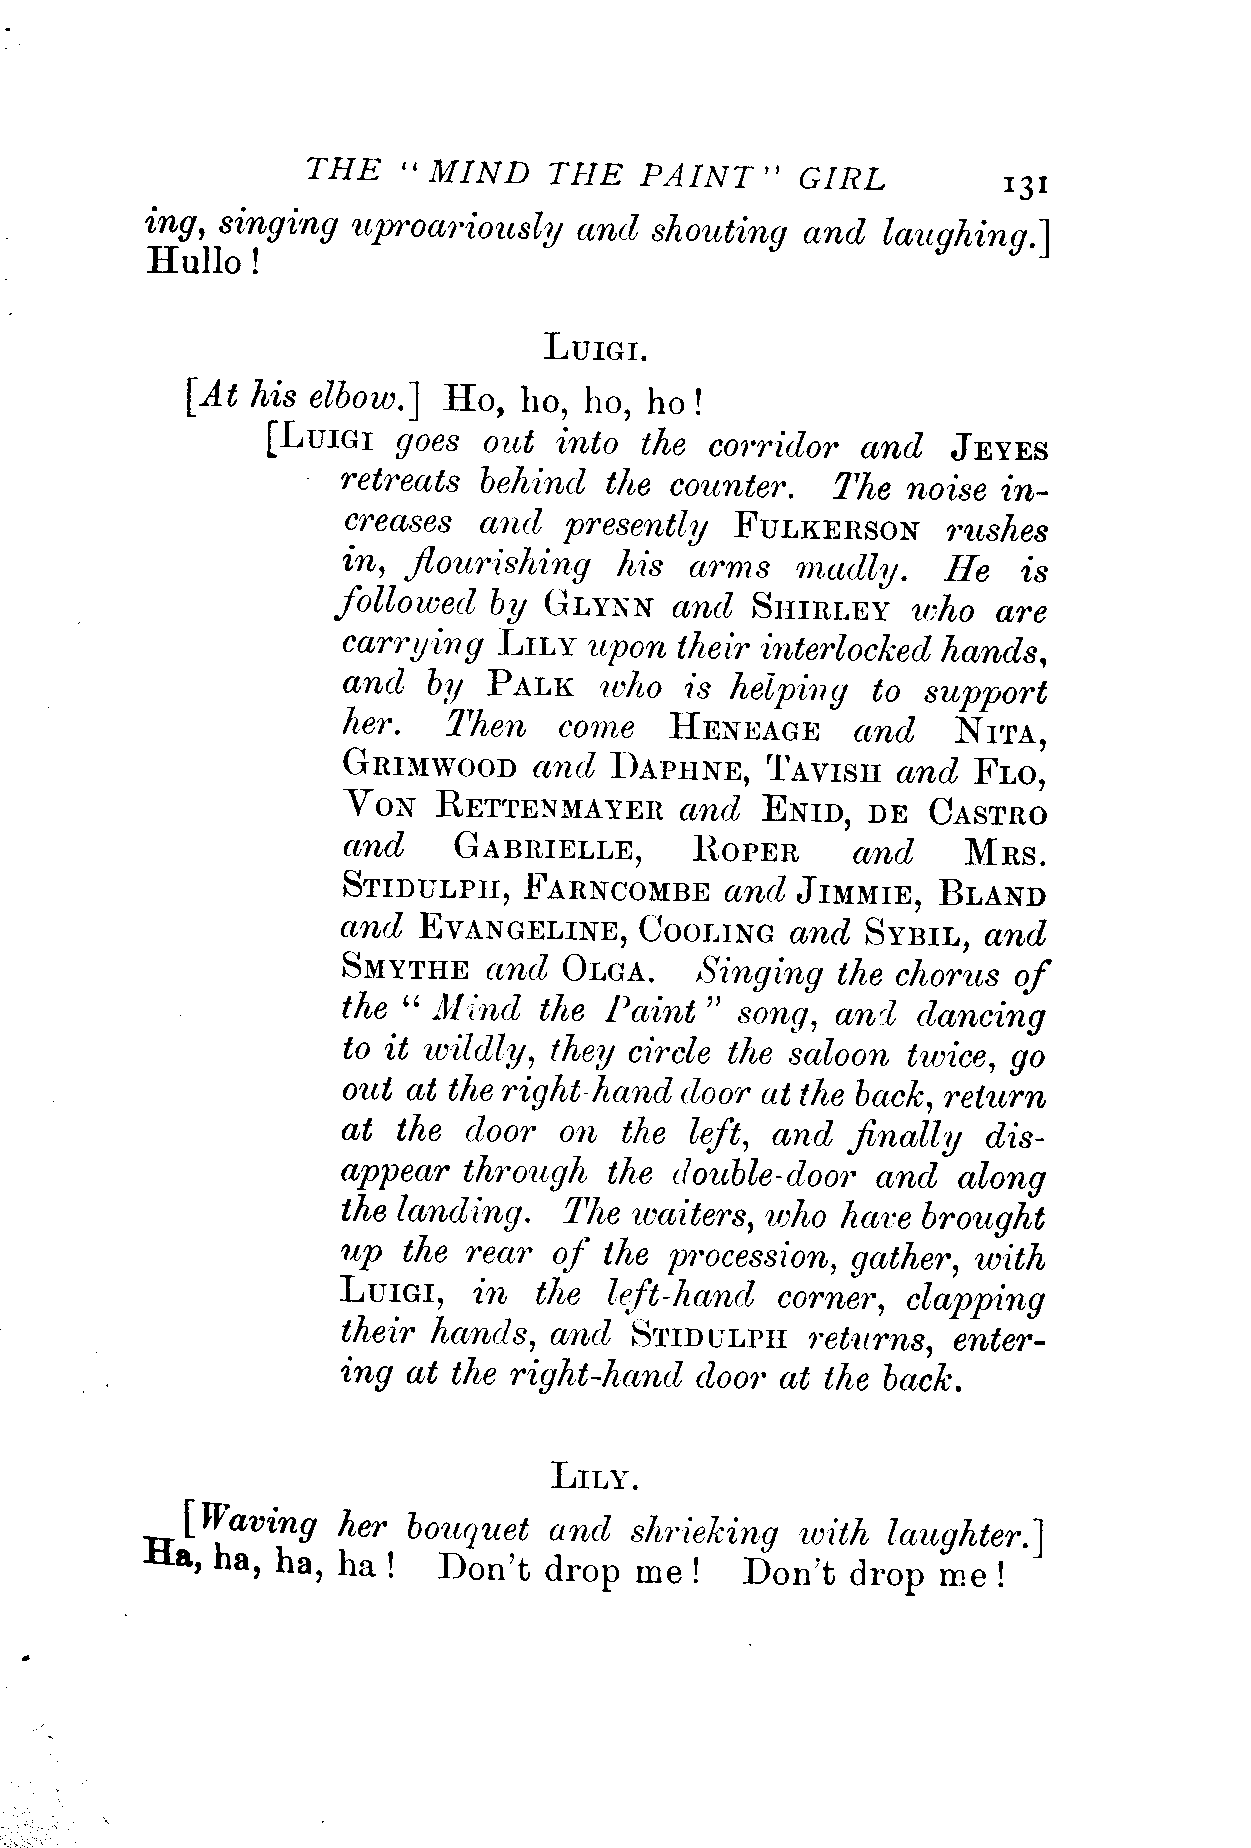 THE "MIND THE PAINT" GIRL 131
ing, singing uproariously and shouting and laughing.]
Hullo!
LUIGI.
[At his elbow.] Ho, ho, ho, ho!
[LUIGI goes out into the corridor and JEYES
retreats behind the counter. The noise in-
creases and presently FULKERSON rushes
in, flourishing his arms madly. He is
followed by GLYNN and SHIRLEY who are
carrying LILY upon their interlocked hands,
and by PALK who is helping to support
her. Then come HENEAGE and NITA,
GRIMWOOD and DAPHNE, TAVISH and FLO,
VON RETTENMAYER and ENID, DE CASTRO
and GABRIELLE, ROPER and MRS.
STIDULPH, FARNCOMBE and JIMMIE, BLAND
and EVANGELINE, COOLING and SYBIL, and
SMYTHE and OLGA. Singing the chorus of
the "Mind the Paint" song, and dancing
to it wildly, they circle the saloon twice, go
out at the right-hand door at the back, return
at the door on the left, and finally dis-
appear through the double-door and along
the landing. The waiters, who have brought
up the rear of the procession, gather, with
LUIGI, in the left-hand corner, clapping
their hands, and STIDULPH returns, enter-
ing at the right-hand door at the back.
LILY.
[Waving her bouquet and shrieking with laughter.]
Ha, ha, ha, ha! Don't drop me! Don't drop me!